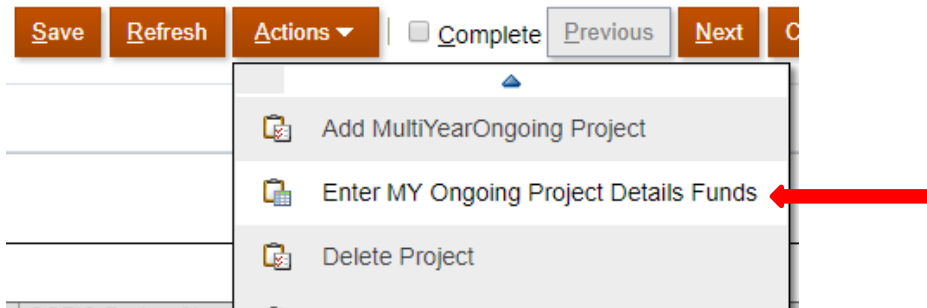 Save Refresh Actions Complete Previous Next C
Add MultiYearOngoing Project
Enter MY Ongoing Project Details Funds
Delete Project